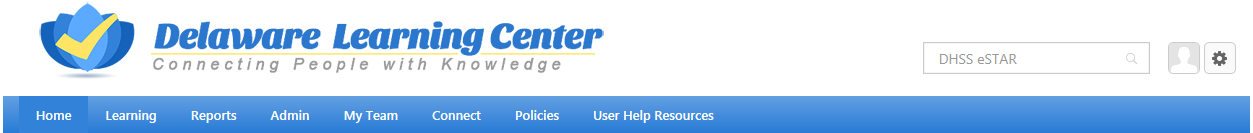 Delaware Learning Center
Connecting People with Knowledge
DHSS eSTAR
Home Learning Reports Admin My Team Connect Policies User Help Resources